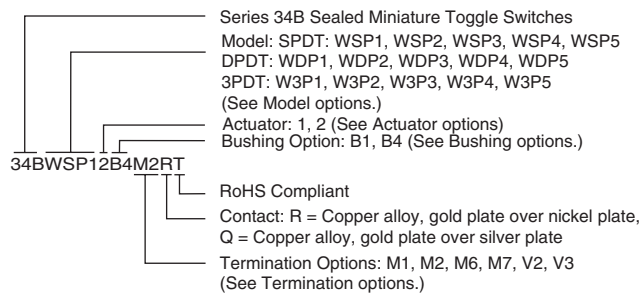 Series 34B Sealed Miniature Toggle Switches
Model: SPDT: WSP1, WSP2, WSP3, WSP4, WSP5
DPDT: WDP1, WDP2, WDP3, WDP4, WDP5
3PDT: W3P1, W3P2, W3P3, W3P4, W3P5
(See Model options.)
Actuator: 1, 2 (See Actuator options)
Bushing Option: B1, B4 (See Bushing options.)
34BWSP12B4M2RT
RoHS Compliant
Contact: R = Copper alloy, gold plate over nickel plate,
Q = Copper alloy, gold plate over silver plate
Termination Options: M1, M2, M6, M7, V2, V3
(See Termination options.)